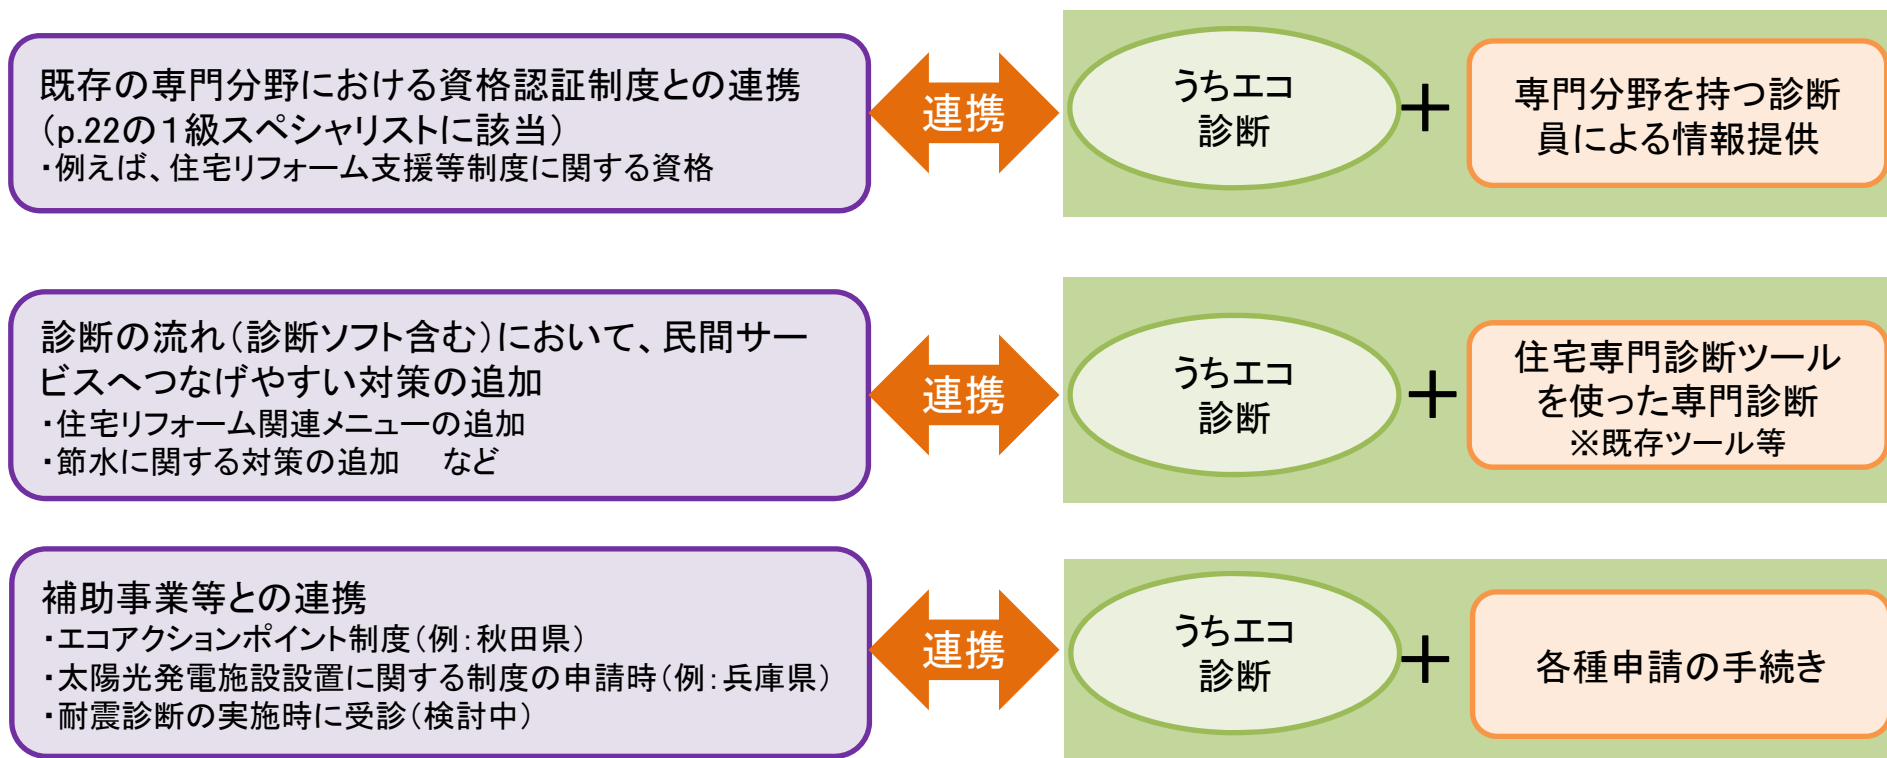 既存の専門分野における資格認証制度との連携
（p.22の１級スペシャリストに該当）
・例えば、住宅リフォーム支援等制度に関する資格
連携
うちエコ
診断
＋
専門分野を持つ診断
員による情報提供
診断の流れ（診断ソフト含む）において、民間サー
ビスへつなげやすい対策の追加
・住宅リフォーム関連メニューの追加
・節水に関する対策の追加　など
連携
うちエコ
診断
＋
住宅専門診断ツール
を使った専門診断
※既存ツール等
補助事業等との連携
・エコアクションポイント制度（例：秋田県）
・太陽光発電施設設置に関する制度の申請時（例：兵庫県）
・耐震診断の実施時に受診（検討中）
連携
うちエコ
診断
＋
各種申請の手続き